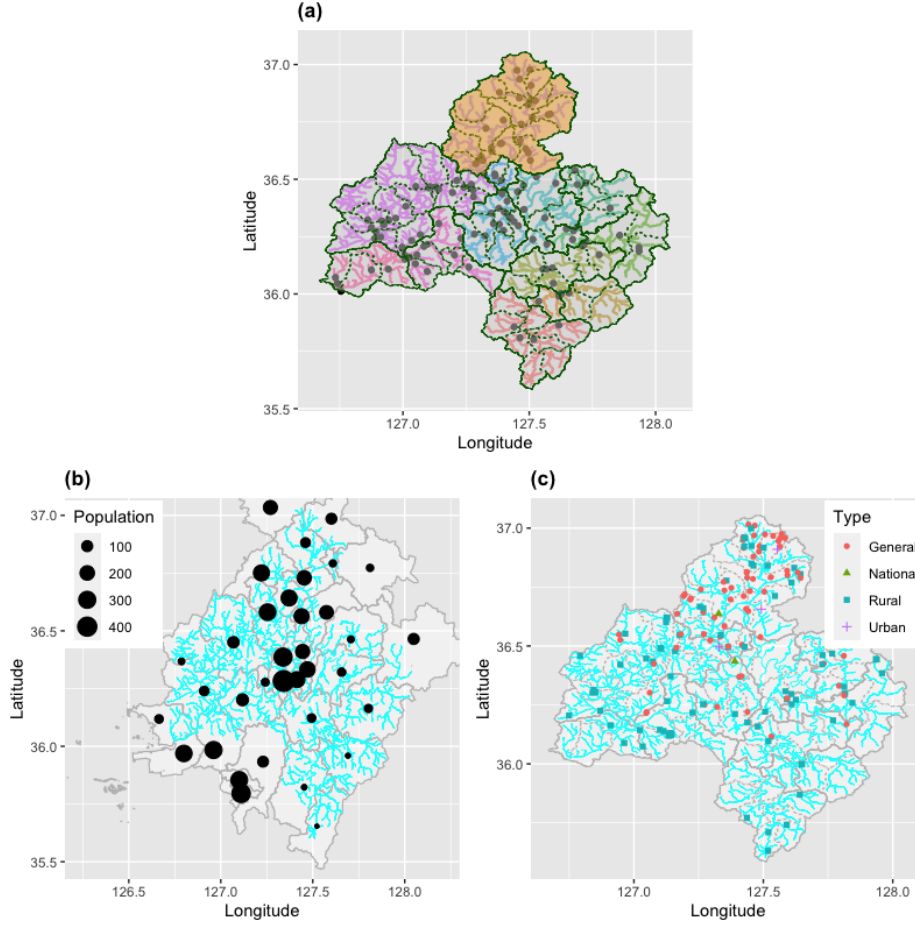 (a)
37.0
36.5
36.0
35.5
Latitude
127.0 127.5 128.0
Longitude
(b)
Population
100
200
300
400
37.0
36.5
36.0
35.5
Latitude
126.5 127.0 127.5 128.0
Longitude
(c)
Type
General
National
Rural
Urban
37.0
36.5
36.0
Latitude
127.0 127.5 128.0
Longitude